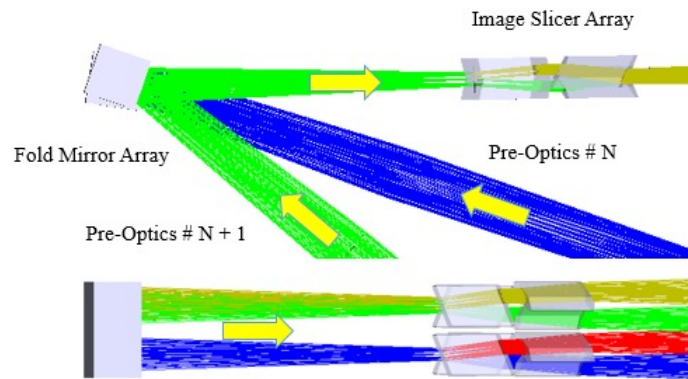 Image Slicer Array
Fold Mirror Array
Pre-Optics # N
Pre-Optics # N + 1